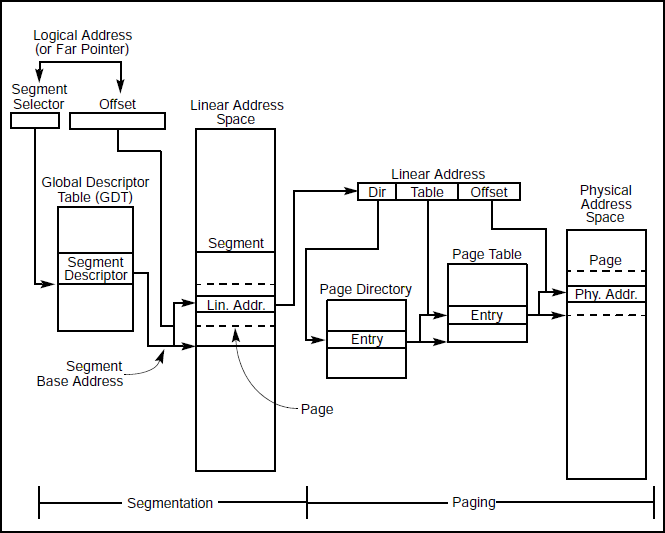 Logical Address
(or Far Pointer)
Segment
Selector
Offset
Linear Address
Space
Global Descriptor
Table (GDT)
Segment
Descriptor
Segment
Lin. Addr.
Segment
Base Address
Page
Linear Address
Dir
Table
Offset
Page Directory
Entry
Page Table
Entry
Physical
Address
Space
Page
Phy. Addr.
Segmentation
Paging